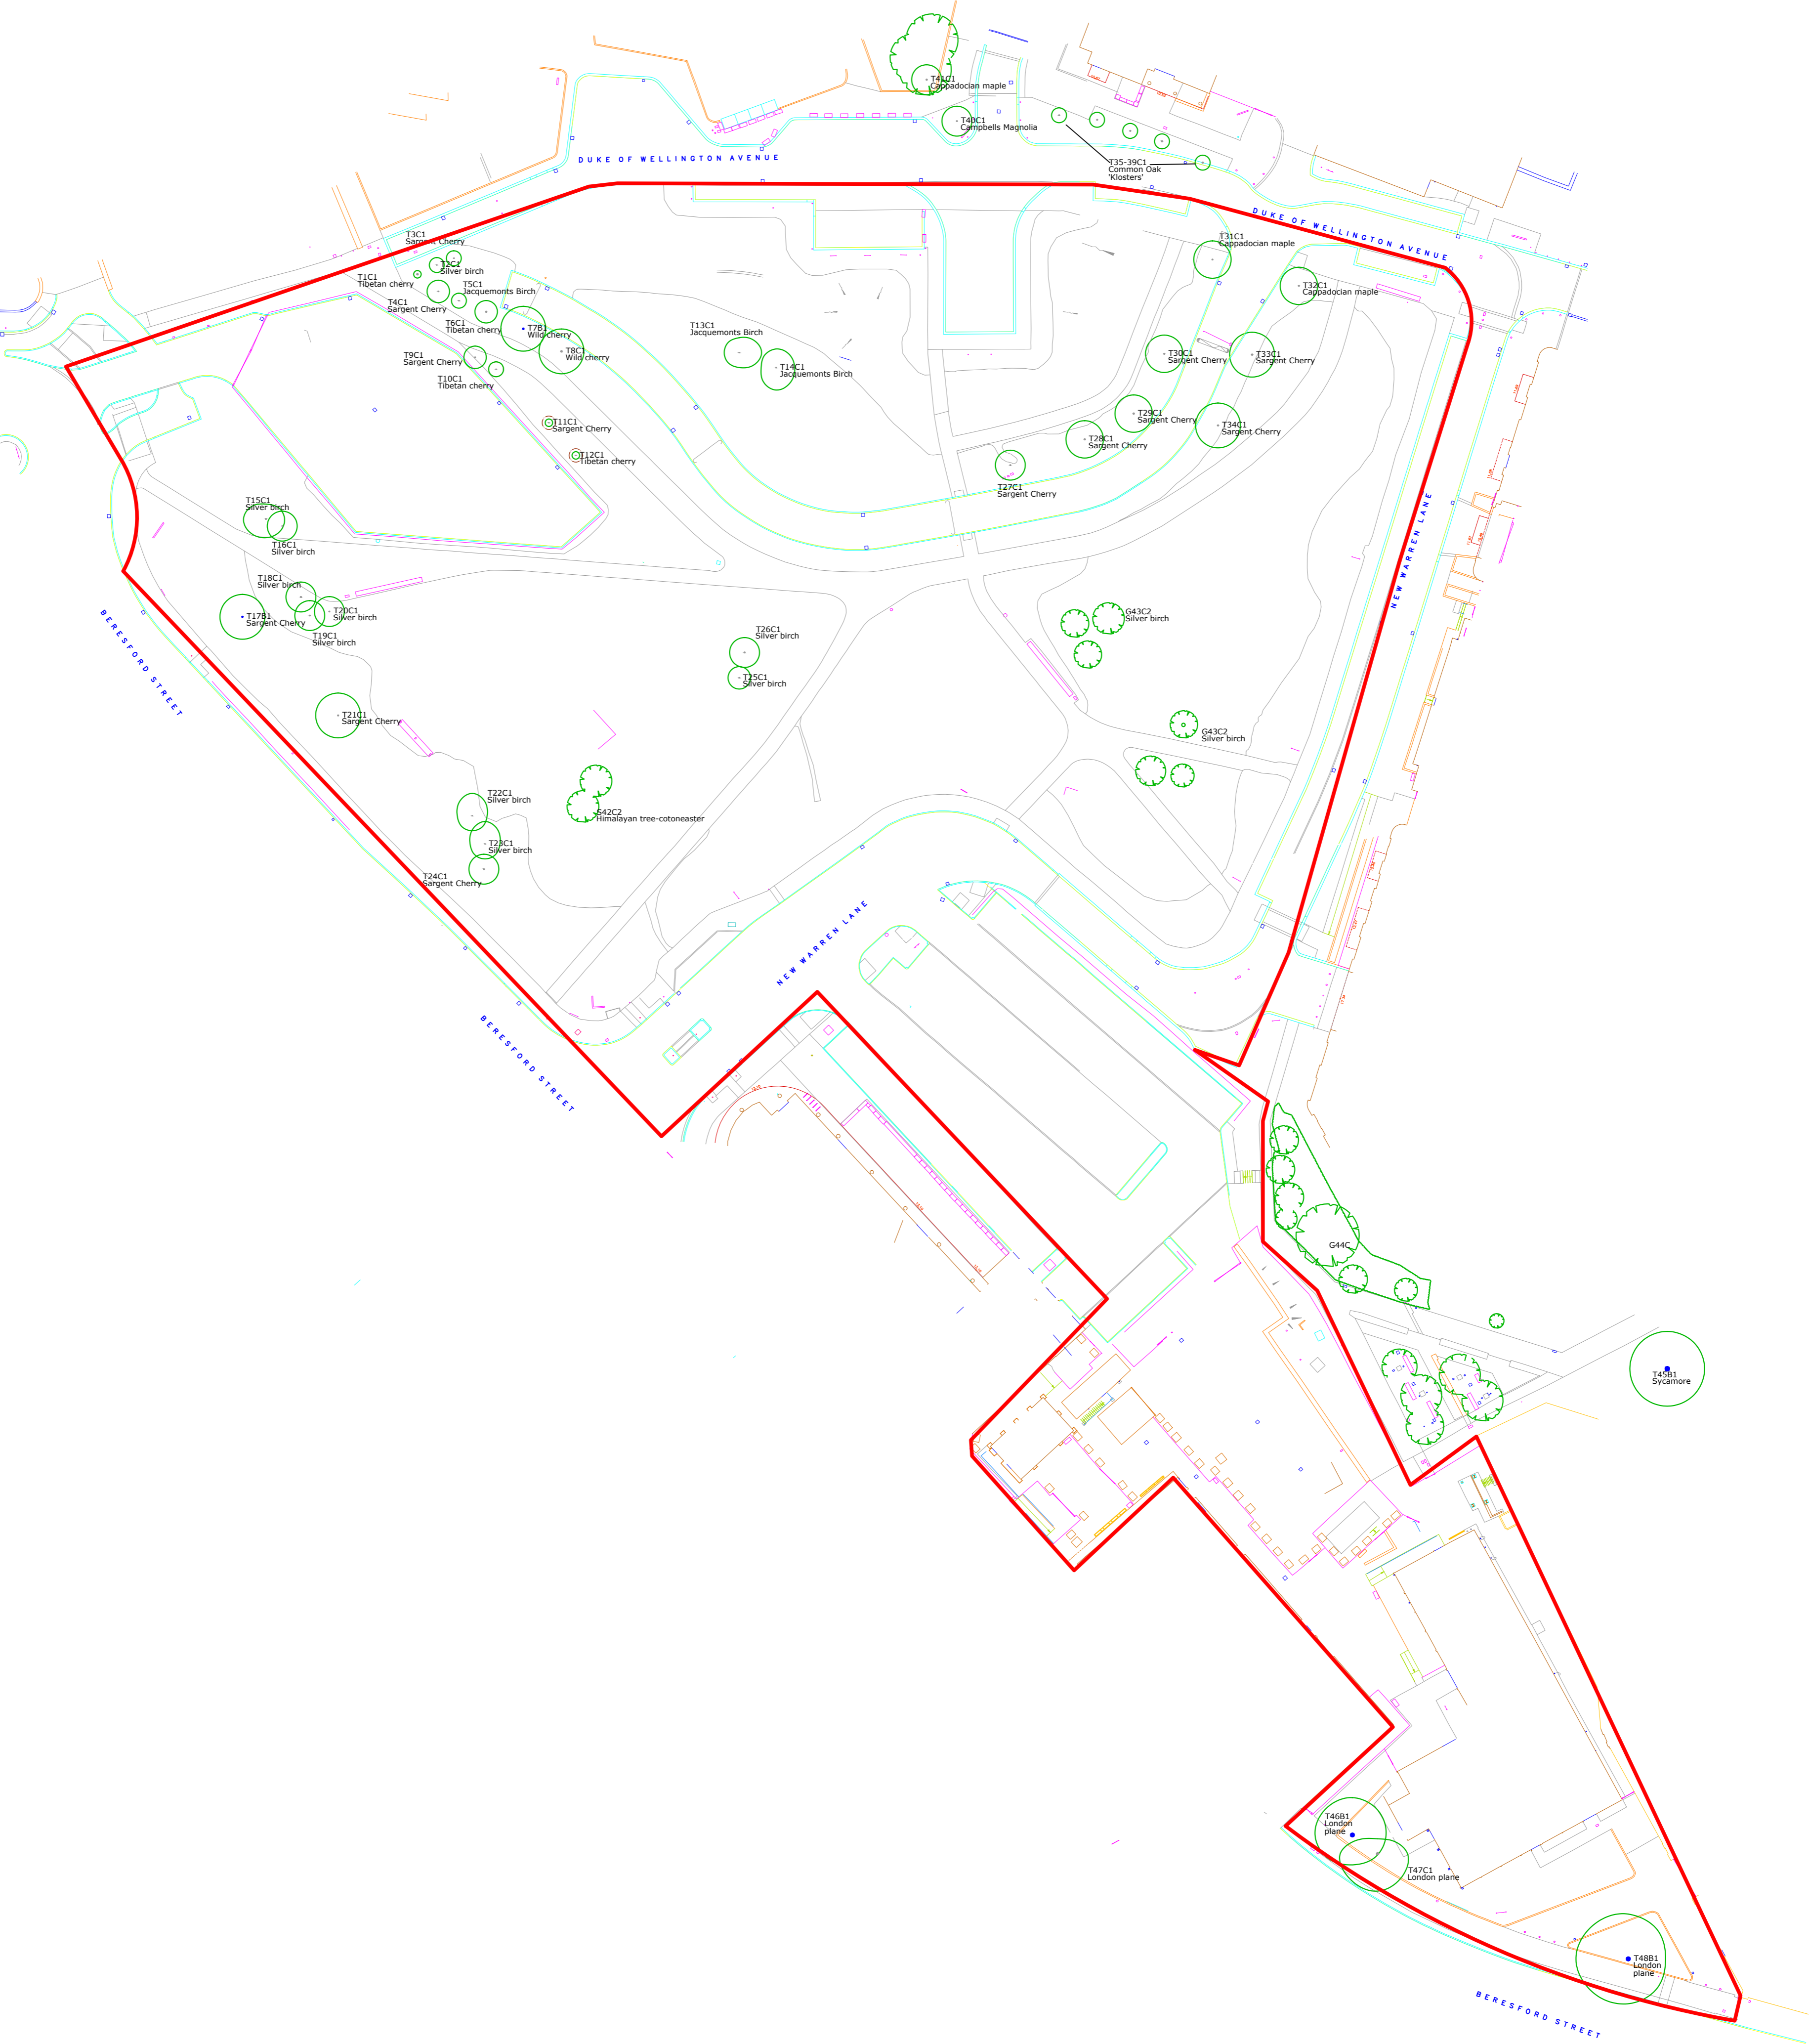 T41C1
Cappadocian maple
T40C1
Campbells Magnolia
DUKE OF WELLINGTON AVENUE
T35-39C1
Common Oak
'Klosters'
DUKE OF WELLINGTON AVENUE
T3C1
Sargent Cherry
T2C1
Silver birch
T1C1
Tibetan cherry
T5C1
Jacquemonts Birch
T4C1
Sargent Cherry
T6C1
Tibetan cherry
T7B1
Wild cherry
T8C1
Wild cherry
T9C1
Sargent Cherry
T10C1
Tibetan cherry
T11C1
Sargent Cherry
T12C1
Tibetan cherry
T13C1
Jacquemonts Birch
T14C1
Jacquemonts Birch
T31C1
Cappadocian maple
T32C1
Cappadocian maple
T30C1
Sargent Cherry
T33C1
Sargent Cherry
T29C1
Sargent Cherry
T34C1
Sargent Cherry
T28C1
Sargent Cherry
T27C1
Sargent Cherry
NEW WARREN LANE
T15C1
Silver birch
T16C1
Silver birch
T18C1
Silver birch
T17B1
Sargent Cherry
T20C1
Silver birch
T19C1
Silver birch
BERESFORD STREET
T26C1
Silver birch
T25C1
Silver birch
G43C2
Silver birch
T21C1
Sargent Cherry
G43C2
Silver birch
T22C1
Silver birch
S42C2
Himalayan tree-cotoneaster
T23C1
Silver birch
T24C1
Sargent Cherry
NEW WARREN LANE
BERESFORD STREET
G44C
T45B1
Sycamore
T46B1
London
plane
T47C1
London plane
T48B1
London
plane
BERESFORD STREET